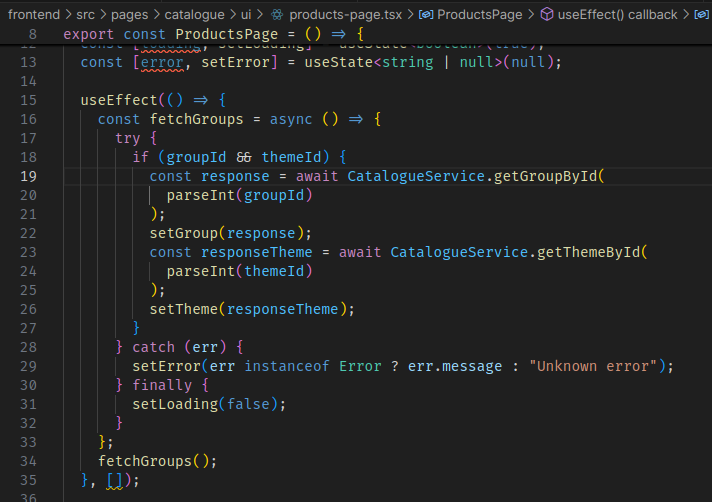 frontend > src > pages > catalogue > ui > products-page.tsx > ProductsPage > useEffect() callback >
8 export const ProductsPage = () => {
12 const [loading, setLoading] = useState<boolean>(true);
13 const [error, setError] = useState<string | null>(null);
14
15 useEffect(() => {
16 const fetchGroups = async () => {
17 try {
18 if (groupId && themeId) {
19 const response = await CatalogueService.getGroupById(
20 parseInt(groupId)
21 );
22 setGroup(response);
23 const responseTheme = await CatalogueService.getThemeById(
24 parseInt(themeId)
25 );
26 setTheme(responseTheme);
27 }
28 } catch (err) {
29 setError(err instanceof Error ? err.message : "Unknown error");
30 } finally {
31 setLoading(false);
32 }
33 };
34 fetchGroups();
35 }, []);
36